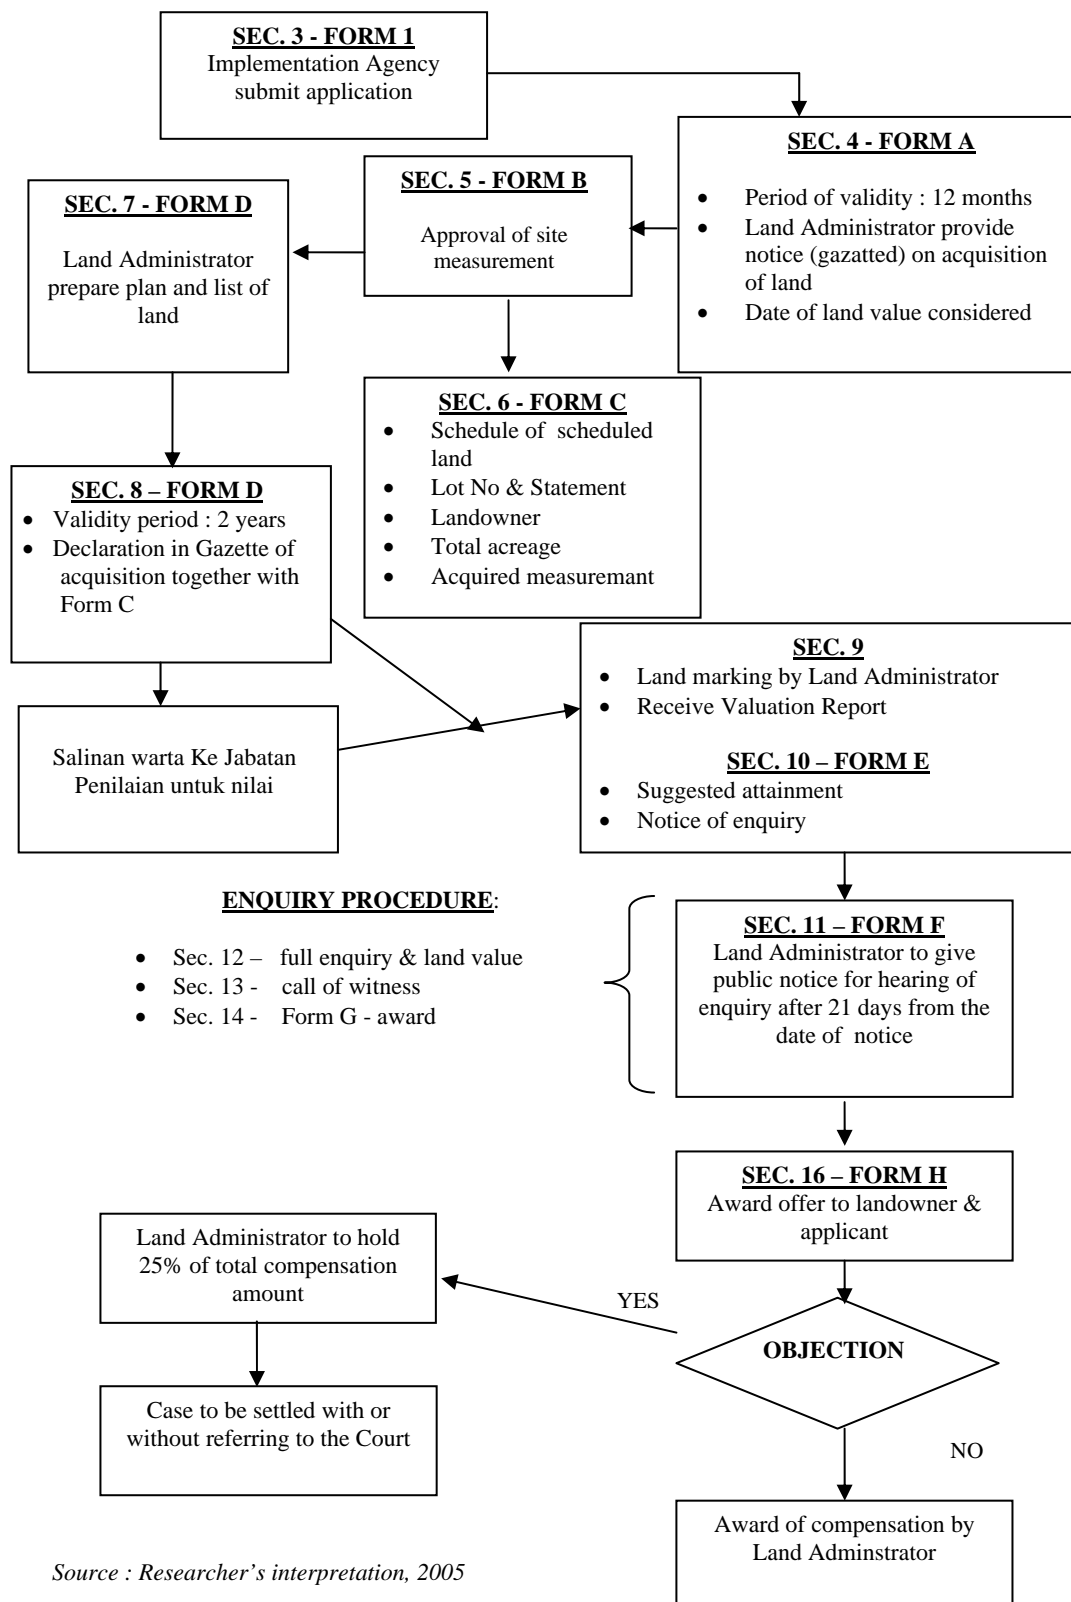 SEC. 3 - FORM 1
Implementation Agency
submit application
SEC. 4 - FORM A
• Period of validity : 12 months
• Land Administrator provide
notice (gazatted) on acquisition
of land
• Date of land value considered
SEC. 5 - FORM B
Approval of site
measurement
SEC. 7 - FORM D
Land Administrator
prepare plan and list of
land
SEC. 6 - FORM C
• Schedule of scheduled
land
• Lot No & Statement
• Landowner
• Total acreage
• Acquired measuremant
SEC. 8 – FORM D
• Validity period : 2 years
• Declaration in Gazette of
acquisition together with
Form C
Salinan warta Ke Jabatan
Penilaian untuk nilai
SEC. 9
• Land marking by Land Administrator
• Receive Valuation Report
SEC. 10 – FORM E
• Suggested attainment
• Notice of enquiry
ENQUIRY PROCEDURE:
• Sec. 12 – full enquiry & land value
• Sec. 13 - call of witness
• Sec. 14 - Form G - award
SEC. 11 – FORM F
Land Administrator to give
public notice for hearing of
enquiry after 21 days from the
date of notice
SEC. 16 – FORM H
Award offer to landowner &
applicant
Land Administrator to hold
25% of total compensation
amount
YES
OBJECTION
Case to be settled with or
without referring to the Court
NO
Award of compensation by
Land Adminstrator
Source : Researcher's interpretation, 2005